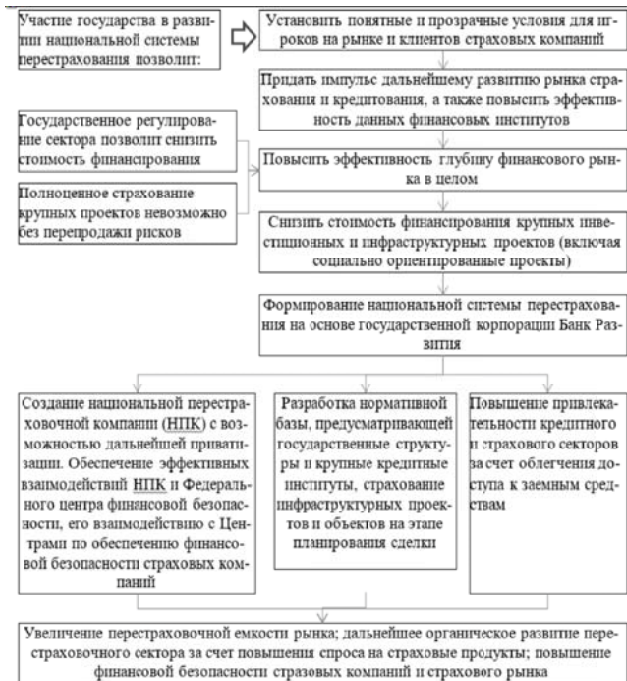 Участие государства в разви-
тии национальной системы
перестрахования позволит:
Установить понятные и прозрачные условия для иг-
роков на рынке и клиентов страховых компаний
Придать импульс дальнейшему развитию рынка стра-
хования и кредитования, а также повысить эффектив-
ность данных финансовых институтов
Государственное регулирова-
ние сектора позволит снизить
стоимость финансирования
Полноценное страхование
крупных проектов невозможно
без перепродажи рисков
Повысить эффективность глубину финансового рын-
ка в целом
Снизить стоимость финансирования крупных инве-
стиционных и инфраструктурных проектов (включая
социально ориентированные проекты)
Формирование национальной системы перестрахова-
ния на основе государственной корпорации Банк Раз-
вития
Создание национальной перестра-
ховочной компании (НПК) с воз-
можностью дальнейшей привати-
зации. Обеспечение эффективных
взаимодействий НПК и Федераль-
ного центра финансовой безопас-
ности, его взаимодействию с Цен-
трами по обеспечению финансо-
вой безопасности страховых ком-
паний
Разработка нормативной
базы, предусматривающей
государственные структу-
ры и крупные кредитные
институты, страхование
инфраструктурных проек-
тов и объектов на этапе
планирования сделки
Повышение привлека-
тельности кредитного
и страхового секторов
за счет облегчения до-
ступа к заемным сред-
ствам
Увеличение перестраховочной емкости рынка; дальнейшее органическое развитие пере-
страховочного сектора за счет повышения спроса на страховые продукты; повышение
финансовой безопасности стразовых компаний и страхового рынка